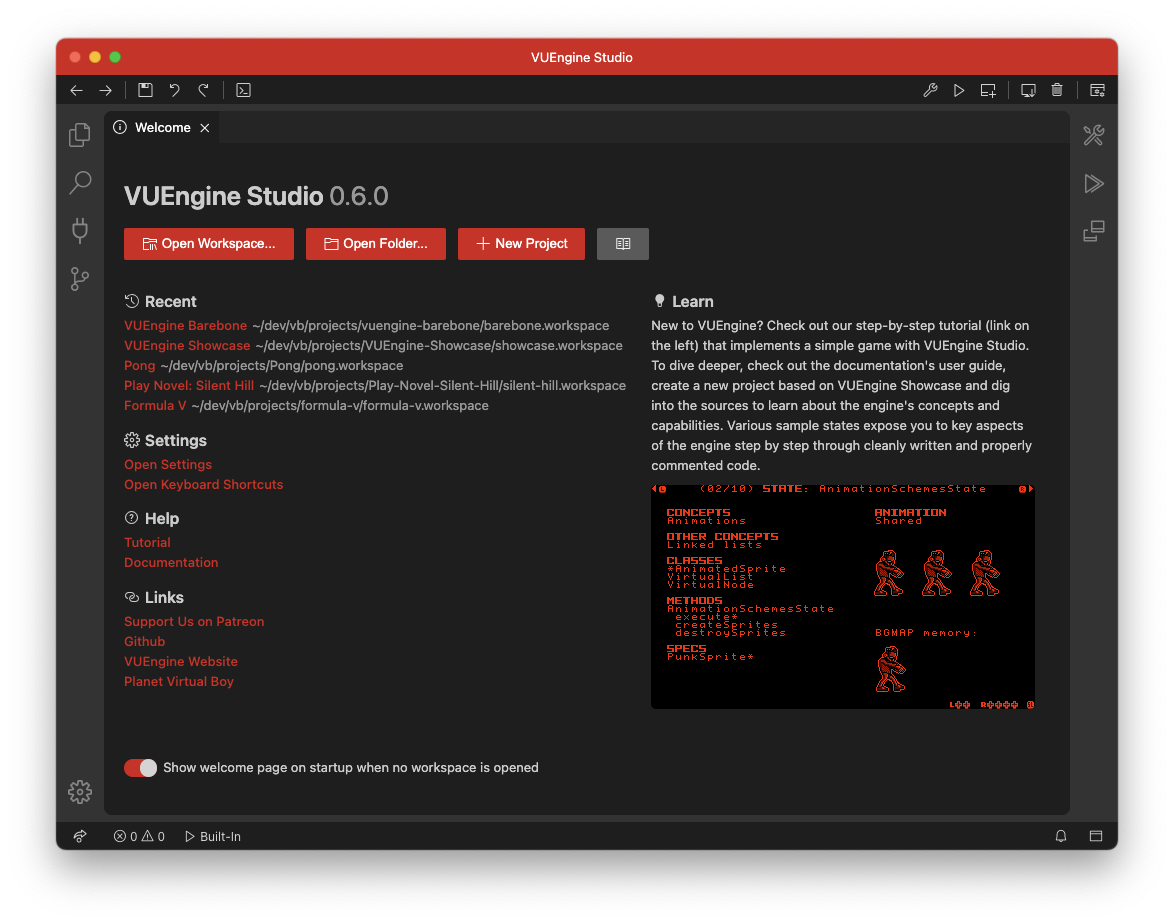 VUEngine Studio
Welcome
VUEngine Studio 0.6.0
Open Workspace...
Open Folder...
New Project
Recent
VUEngine Barebone ~/dev/vb/projects/vuengine-barebone/barebone.workspace
VUEngine Showcase ~/dev/vb/projects/VUEngine-Showcase/showcase.workspace
Pong ~/dev/vb/projects/Pong/pong.workspace
Play Novel: Silent Hill ~/dev/vb/projects/Play-Novel-Silent-Hill/silent-hill.workspace
Formula V ~/dev/vb/projects/formula-v/formula-v.workspace
Settings
Open Settings
Open Keyboard Shortcuts
Help
Tutorial
Documentation
Links
Support Us on Patreon
Github
VUEngine Website
Planet Virtual Boy
Learn
New to VUEngine? Check out our step-by-step tutorial (link on
the left) that implements a simple game with VUEngine Studio.
To dive deeper, check out the documentation's user guide,
create a new project based on VUEngine Showcase and dig
into the sources to learn about the engine's concepts and
capabilities. Various sample states expose you to key aspects
of the engine step by step through cleanly written and properly
commented code.
(02/10) STATE: AnimationSchemesState
CONCEPTS
Animations
OTHER CONCEPTS
Linked lists
CLASSES
*AnimatedSprite
VirtualList
VirtualNode
METHODS
AnimationSchemesState
execute*
createSprites
destroySprites
SPECS
PunkSprite*
ANIMATION
Shared
BGMAP memory:
Show welcome page on startup when no workspace is opened
0 0
Built-In